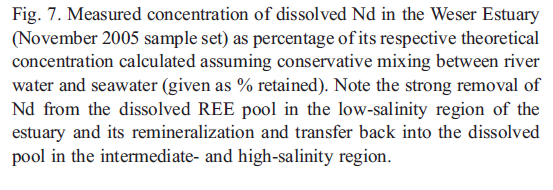 Fig. 7. Measured concentration of dissolved Nd in the Weser Estuary
(November 2005 sample set) as percentage of its respective theoretical
concentration calculated assuming conservative mixing between river
water and seawater (given as % retained). Note the strong removal of
Nd from the dissolved REE pool in the low-salinity region of the
estuary and its remineralization and transfer back into the dissolved
pool in the intermediate- and high-salinity region.